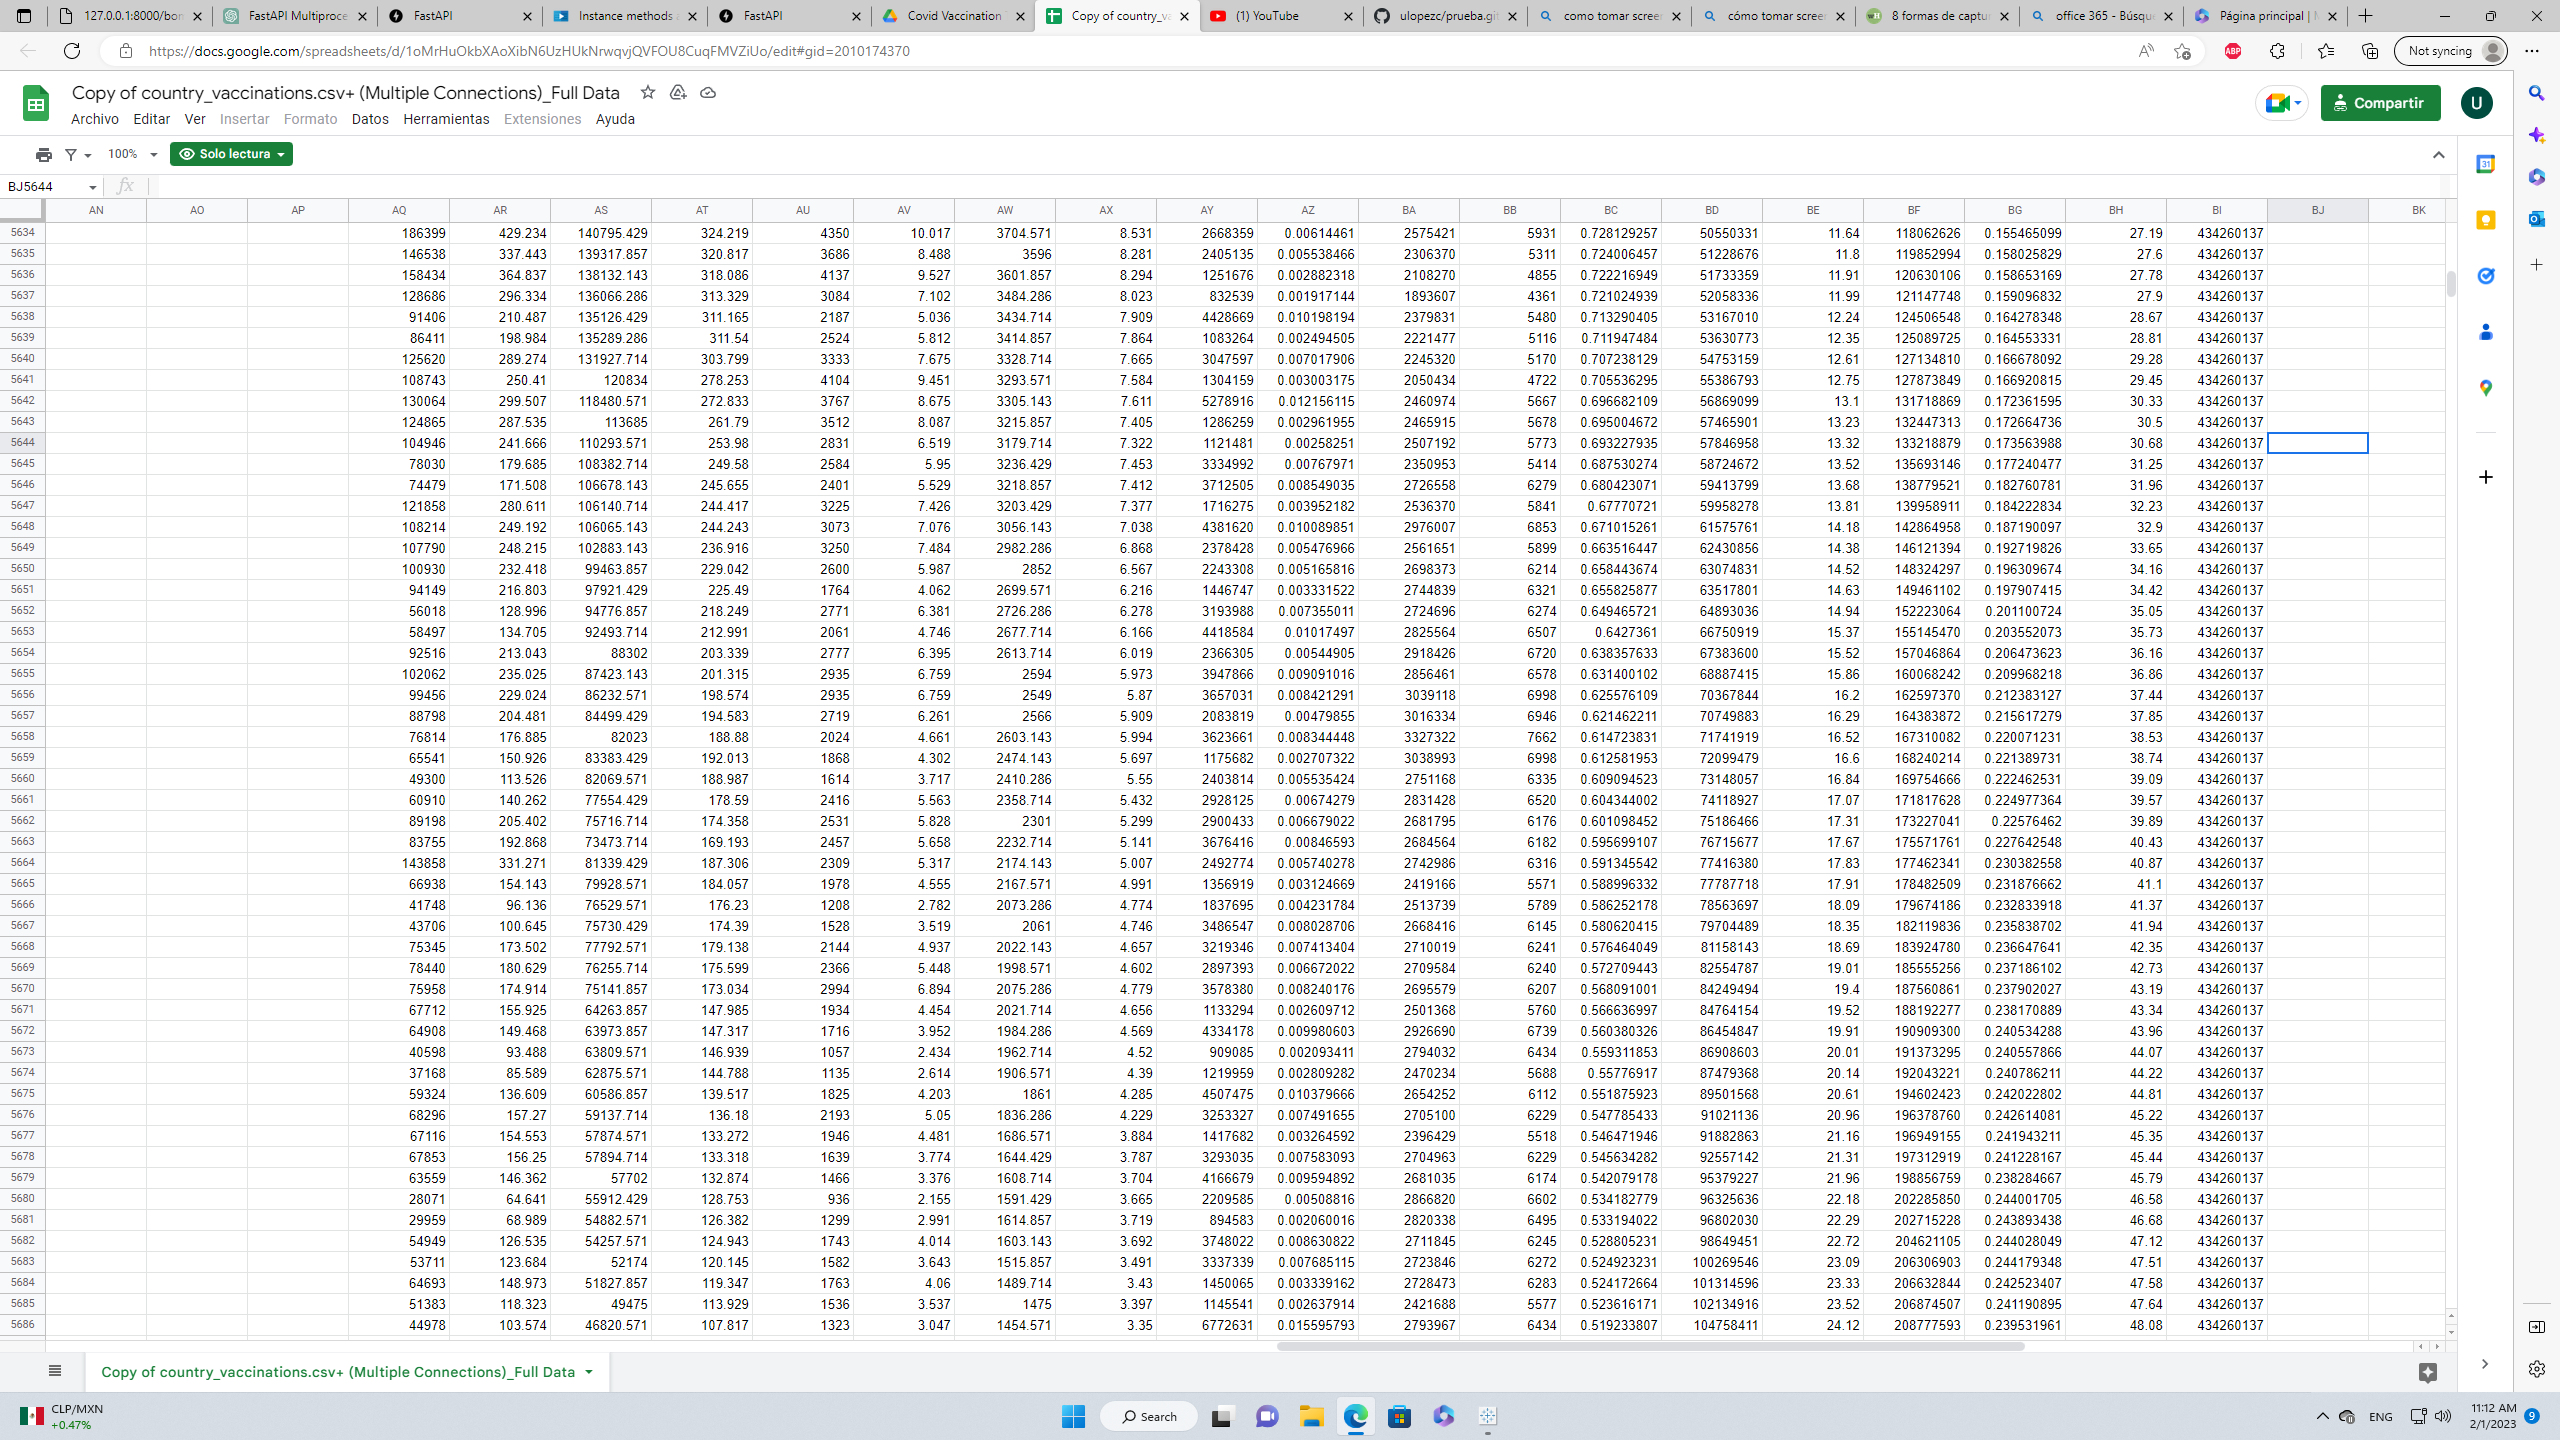 127.0.0.1:8000/bon
FastAPI Multiproce
FastAPI
Instance methods
FastAPI
Covid Vaccination
Copy of country_va
(1) YouTube
ulopezc/prueba.git
como tomar screen
cómo tomar screen
8 formas de captu
office 365 - Búsqu
Página principal |
https://docs.google.com/spreadsheets/d/1oMrHuOkbXAoXibN6UzHUkNrwqvjQVFOU8CuqFMVZiUo/edit#gid=2010174370
Not syncing
Copy of country_vaccinations.csv+ (Multiple Connections)_Full Data
Compartir
U
Archivo Editar Ver Insertar Formato Datos Herramientas Extensiones Ayuda
100% Solo lectura
BJ5644 fx
AN AO AP AQ AR AS AT AU AV AW AX AY AZ BA BB BC BD BE BF BG BH BI BJ BK
5634 186399 429.234 140795.429 324.219 4350 10.017 3704.571 8.531 2668359 0.00614461 2575421 5931 0.728129257 50550331 11.64 118062626 0.155465099 27.19 434260137
5635 146538 337.443 139317.857 320.817 3686 8.488 3596 8.281 2405135 0.005538466 2306370 5311 0.724006457 51228676 11.8 119852994 0.158025829 27.6 434260137
5636 158434 364.837 138132.143 318.086 4137 9.527 3601.857 8.294 1251676 0.002882318 2108270 4855 0.722216949 51733359 11.91 120630106 0.158653169 27.78 434260137
5637 128686 296.334 136066.286 313.329 3084 7.102 3484.286 8.023 832539 0.001917144 1893607 4361 0.721024939 52058336 11.99 121147748 0.159096832 27.9 434260137
5638 91406 210.487 135126.429 311.165 2187 5.036 3434.714 7.909 4428669 0.010198194 2379831 5480 0.713290405 53167010 12.24 124506548 0.164278348 28.67 434260137
5639 86411 198.984 135289.286 311.54 2524 5.812 3414.857 7.864 1083264 0.002494505 2221477 5116 0.711947484 53630773 12.35 125089725 0.164553331 28.81 434260137
5640 125620 289.274 131927.714 303.799 3333 7.675 3328.714 7.665 3047597 0.007017906 2245320 5170 0.707238129 54753159 12.61 127134810 0.166678092 29.28 434260137
5641 108743 250.41 120834 278.253 4104 9.451 3293.571 7.584 1304159 0.003003175 2050434 4722 0.705536295 55386793 12.75 127873849 0.166920815 29.45 434260137
5642 130064 299.507 118480.571 272.833 3767 8.675 3305.143 7.611 5278916 0.012156115 2460974 5667 0.696682109 56869099 13.1 131718869 0.172361595 30.33 434260137
5643 124865 287.535 113685 261.79 3512 8.087 3215.857 7.405 1286259 0.002961955 2465915 5678 0.695004672 57465901 13.23 132447313 0.172664736 30.5 434260137
5644 104946 241.666 110293.571 253.98 2831 6.519 3179.714 7.322 1121481 0.00258251 2507192 5773 0.693227935 57846958 13.32 133218879 0.173563988 30.68 434260137
5645 78030 179.685 108382.714 249.58 2584 5.95 3236.429 7.453 3334992 0.00767971 2350953 5414 0.687530274 58724672 13.52 135693146 0.177240477 31.25 434260137
5646 74479 171.508 106678.143 245.655 2401 5.529 3218.857 7.412 3712505 0.008549035 2726558 6279 0.680423071 59413799 13.68 138779521 0.182760781 31.96 434260137
5647 121858 280.611 106140.714 244.417 3225 7.426 3203.429 7.377 1716275 0.003952182 2536370 5841 0.67770721 59958278 13.81 139958911 0.184222834 32.23 434260137
5648 108214 249.192 106065.143 244.243 3073 7.076 3056.143 7.038 4381620 0.010089851 2976007 6853 0.671015261 61575761 14.18 142864958 0.187190097 32.9 434260137
5649 107790 248.215 102883.143 236.916 3250 7.484 2982.286 6.868 2378428 0.005476966 2561651 5899 0.663516447 62430856 14.38 146121394 0.192719826 33.65 434260137
5650 100930 232.418 99463.857 229.042 2600 5.987 2852 6.567 2243308 0.005165816 2698373 6214 0.658443674 63074831 14.52 148324297 0.196309674 34.16 434260137
5651 94149 216.803 97921.429 225.49 1764 4.062 2699.571 6.216 1446747 0.003331522 2744839 6321 0.655825877 63517801 14.63 149461102 0.197907415 34.42 434260137
5652 56018 128.996 94776.857 218.249 2771 6.381 2726.286 6.278 3193988 0.007355011 2724696 6274 0.649465721 64893036 14.94 152223064 0.201100724 35.05 434260137
5653 58497 134.705 92493.714 212.991 2061 4.746 2677.714 6.166 4418584 0.01017497 2825564 6507 0.6427361 66750919 15.37 155145470 0.203552073 35.73 434260137
5654 92516 213.043 88302 203.339 2777 6.395 2613.714 6.019 2366305 0.00544905 2918426 6720 0.638357633 67383600 15.52 157046864 0.206473623 36.16 434260137
5655 102062 235.025 87423.143 201.315 2935 6.759 2594 5.973 3947866 0.009091016 2856461 6578 0.631400102 68887415 15.86 160068242 0.209968218 36.86 434260137
5656 99456 229.024 86232.571 198.574 2935 6.759 2549 5.87 3657031 0.008421291 3039118 6998 0.625576109 70367844 16.2 162597370 0.212383127 37.44 434260137
5657 88798 204.481 84499.429 194.583 2719 6.261 2566 5.909 2083819 0.00479855 3016334 6946 0.621462211 70749883 16.29 164383872 0.215617279 37.85 434260137
5658 76814 176.885 82023 188.88 2024 4.661 2603.143 5.994 3623661 0.008344448 3327322 7662 0.614723831 71741919 16.52 167310082 0.220071231 38.53 434260137
5659 65541 150.926 83383.429 192.013 1868 4.302 2474.143 5.697 1175682 0.002707322 3038993 6998 0.612581953 72099479 16.6 168240214 0.221389731 38.74 434260137
5660 49300 113.526 82069.571 188.987 1614 3.717 2410.286 5.55 2403814 0.005535424 2751168 6335 0.609094523 73148057 16.84 169754666 0.222462531 39.09 434260137
5661 60910 140.262 77554.429 178.59 2416 5.563 2358.714 5.432 2928125 0.00674279 2831428 6520 0.604344002 74118927 17.07 171817628 0.224977364 39.57 434260137
5662 89198 205.402 75716.714 174.358 2531 5.828 2301 5.299 2900433 0.006679022 2681795 6176 0.601098452 75186466 17.31 173227041 0.22576462 39.89 434260137
5663 83755 192.868 73473.714 169.193 2457 5.658 2232.714 5.141 3676416 0.00846593 2684564 6182 0.595699107 76715677 17.67 175571761 0.227642548 40.43 434260137
5664 143858 331.271 81339.429 187.306 2309 5.317 2174.143 5.007 2492774 0.005740278 2742986 6316 0.591345542 77416380 17.83 177462341 0.230382558 40.87 434260137
5665 66938 154.143 79928.571 184.057 1978 4.555 2167.571 4.991 1356919 0.003124669 2419166 5571 0.588996332 77787718 17.91 178482509 0.231876662 41.1 434260137
5666 41748 96.136 76529.571 176.23 1208 2.782 2073.286 4.774 1837695 0.004231784 2513739 5789 0.586252178 78563697 18.09 179674186 0.232833918 41.37 434260137
5667 43706 100.645 75730.429 174.39 1528 3.519 2061 4.746 3486547 0.008028706 2668416 6145 0.580620415 79704489 18.35 182119836 0.235838702 41.94 434260137
5668 75345 173.502 77792.571 179.138 2144 4.937 2022.143 4.657 3219346 0.007413404 2710019 6241 0.576464049 81158143 18.69 183924780 0.236647641 42.35 434260137
5669 78440 180.629 76255.714 175.599 2366 5.448 1998.571 4.602 2897393 0.006672022 2709584 6240 0.572709443 82554787 19.01 185555256 0.237186102 42.73 434260137
5670 75958 174.914 75141.857 173.034 2994 6.894 2075.286 4.779 3578380 0.008240176 2695579 6207 0.568091001 84249494 19.4 187560861 0.237902027 43.19 434260137
5671 67712 155.925 64263.857 147.985 1934 4.454 2021.714 4.656 1133294 0.002609712 2501368 5760 0.566636997 84764154 19.52 188192277 0.238170889 43.34 434260137
5672 64908 149.468 63973.857 147.317 1716 3.952 1984.286 4.569 4334178 0.009980603 2926690 6739 0.560380326 86454847 19.91 190909300 0.240534288 43.96 434260137
5673 40598 93.488 63809.571 146.939 1057 2.434 1962.714 4.52 909085 0.002093411 2794032 6434 0.559311853 86908603 20.01 191373295 0.240557866 44.07 434260137
5674 37168 85.589 62875.571 144.788 1135 2.614 1906.571 4.39 1219959 0.002809282 2470234 5688 0.55776917 87479368 20.14 192043221 0.240786211 44.22 434260137
5675 59324 136.609 60586.857 139.517 1825 4.203 1861 4.285 4507475 0.010379666 2654252 6112 0.551875923 89501568 20.61 194602423 0.242022802 44.81 434260137
5676 68296 157.27 59137.714 136.18 2193 5.05 1836.286 4.229 3253327 0.007491655 2705100 6229 0.547785433 91021136 20.96 196378760 0.242614081 45.22 434260137
5677 67116 154.553 57874.571 133.272 1946 4.481 1686.571 3.884 1417682 0.003264592 2396429 5518 0.546471946 91882863 21.16 196949155 0.241943211 45.35 434260137
5678 67853 156.25 57894.714 133.318 1639 3.774 1644.429 3.787 3293035 0.007583093 2704963 6229 0.545634282 92557142 21.31 197312919 0.241228167 45.44 434260137
5679 63559 146.362 57702 132.874 1466 3.376 1608.714 3.704 4166679 0.009594892 2681035 6174 0.542079178 95379227 21.96 198856759 0.238284667 45.79 434260137
5680 28071 64.641 55912.429 128.753 936 2.155 1591.429 3.665 2209585 0.00508816 2866820 6602 0.534182779 96325636 22.18 202285850 0.244001705 46.58 434260137
5681 29959 68.989 54882.571 126.382 1299 2.991 1614.857 3.719 894583 0.002060016 2820338 6495 0.533194022 96802030 22.29 202715228 0.243893438 46.68 434260137
5682 54949 126.535 54257.571 124.943 1743 4.014 1603.143 3.692 3748022 0.008630822 2711845 6245 0.528805231 98649451 22.72 204621105 0.244028049 47.12 434260137
5683 53711 123.684 52174 120.145 1582 3.643 1515.857 3.491 3337339 0.007685115 2723846 6272 0.524923231 100269546 23.09 206306903 0.244179348 47.51 434260137
5684 64693 148.973 51827.857 119.347 1763 4.06 1489.714 3.43 1450065 0.003339162 2728473 6283 0.524172664 101314596 23.33 206632844 0.242523407 47.58 434260137
5685 51383 118.323 49475 113.929 1536 3.537 1475 3.397 1145541 0.002637914 2421688 5577 0.523616171 102134916 23.52 206874507 0.241190895 47.64 434260137
5686 44978 103.574 46820.571 107.817 1323 3.047 1454.571 3.35 6772631 0.015595793 2793967 6434 0.519233807 104758411 24.12 208777593 0.239531961 48.08 434260137
Copy of country_vaccinations.csv+ (Multiple Connections)_Full Data
CLP/MXN
+0.47%
Search
ENG
11:12 AM
2/1/2023
9